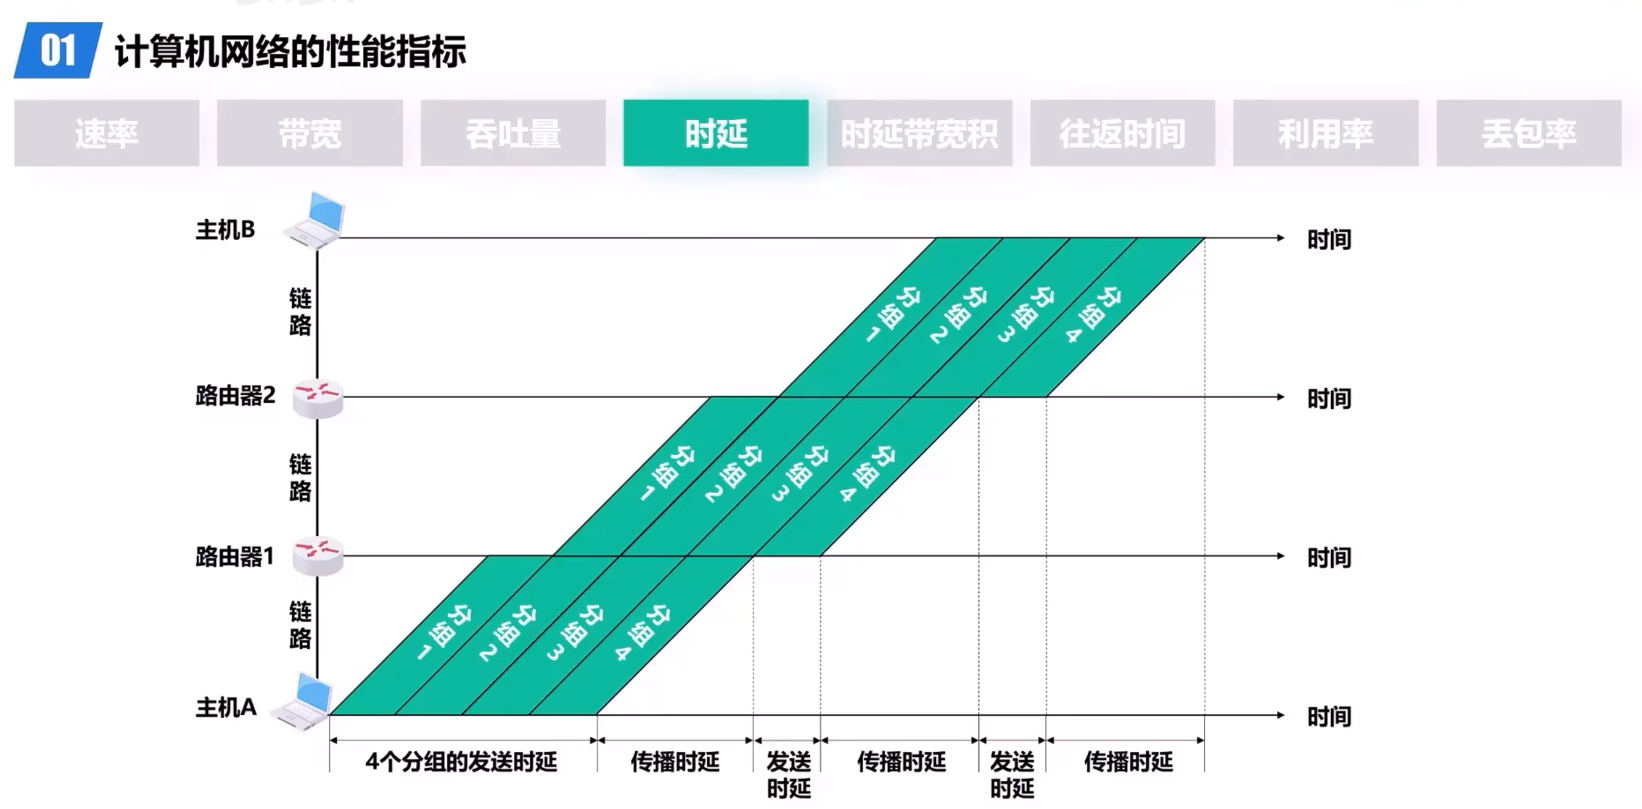 01 计算机网络的性能指标
速率 带宽 吞吐量 时延 时延带宽积 往返时间 利用率 丢包率
主机B
时间
链路
路由器2
时间
链路
路由器1
时间
链路
主机A
时间
分组1 分组2 分组3 分组4
分组1 分组2 分组3 分组4
分组1 分组2 分组3 分组4
4个分组的发送时延 传播时延 发送时延 传播时延 发送时延 传播时延